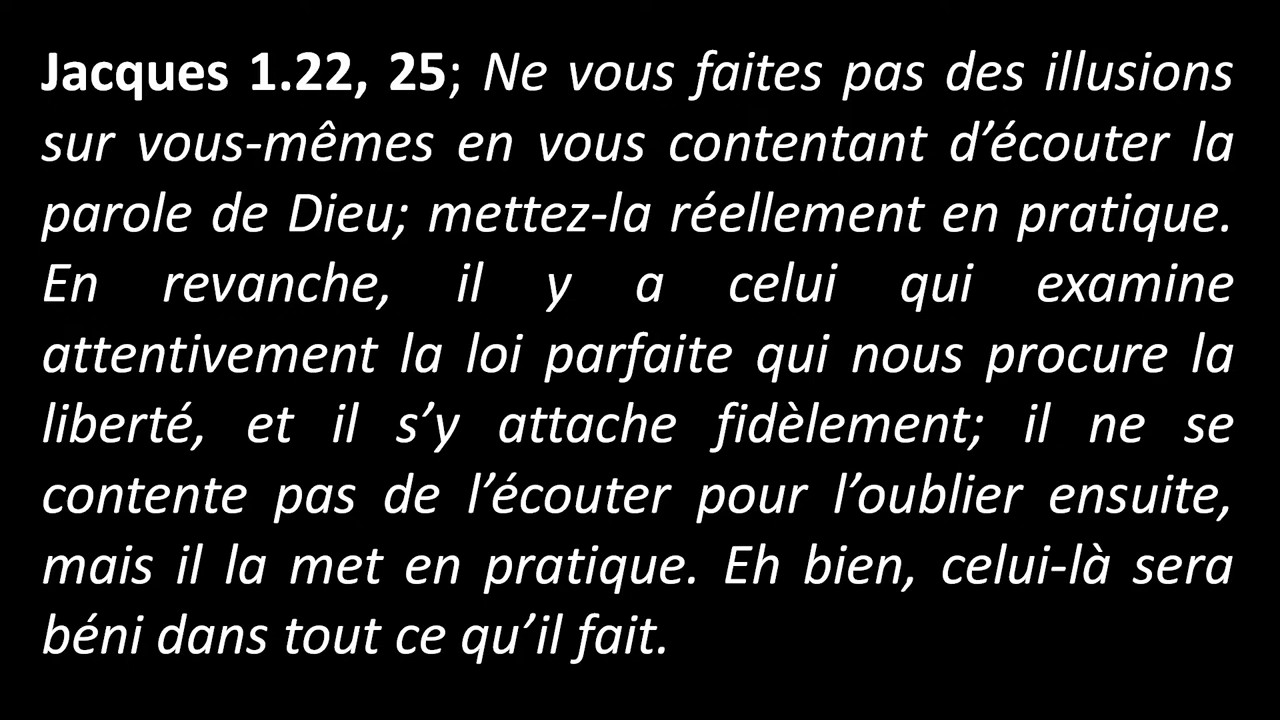 Jacques 1.22, 25; Ne vous faites pas des illusions
sur vous-mêmes en vous contentant d’écouter la
parole de Dieu; mettez-la réellement en pratique.
En revanche, il y a celui qui examine
attentivement la loi parfaite qui nous procure la
liberté, et il s’y attache fidèlement; il ne se
contente pas de l’écouter pour l’oublier ensuite,
mais il la met en pratique. Eh bien, celui-là sera
béni dans tout ce qu’il fait.